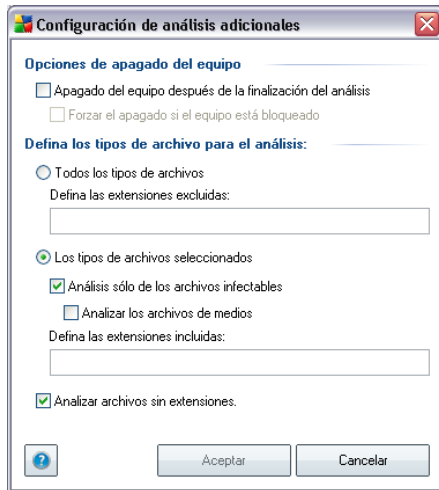 Configuración de análisis adicionales
Opciones de apagado del equipo
Apagado del equipo después de la finalización del análisis
Forzar el apagado si el equipo está bloqueado
Defina los tipos de archivo para el análisis:
Todos los tipos de archivos
Defina las extensiones excluidas:
Los tipos de archivos seleccionados
Análisis sólo de los archivos infectables
Analizar los archivos de medios
Defina las extensiones incluidas:
Analizar archivos sin extensiones.
? Aceptar Cancelar